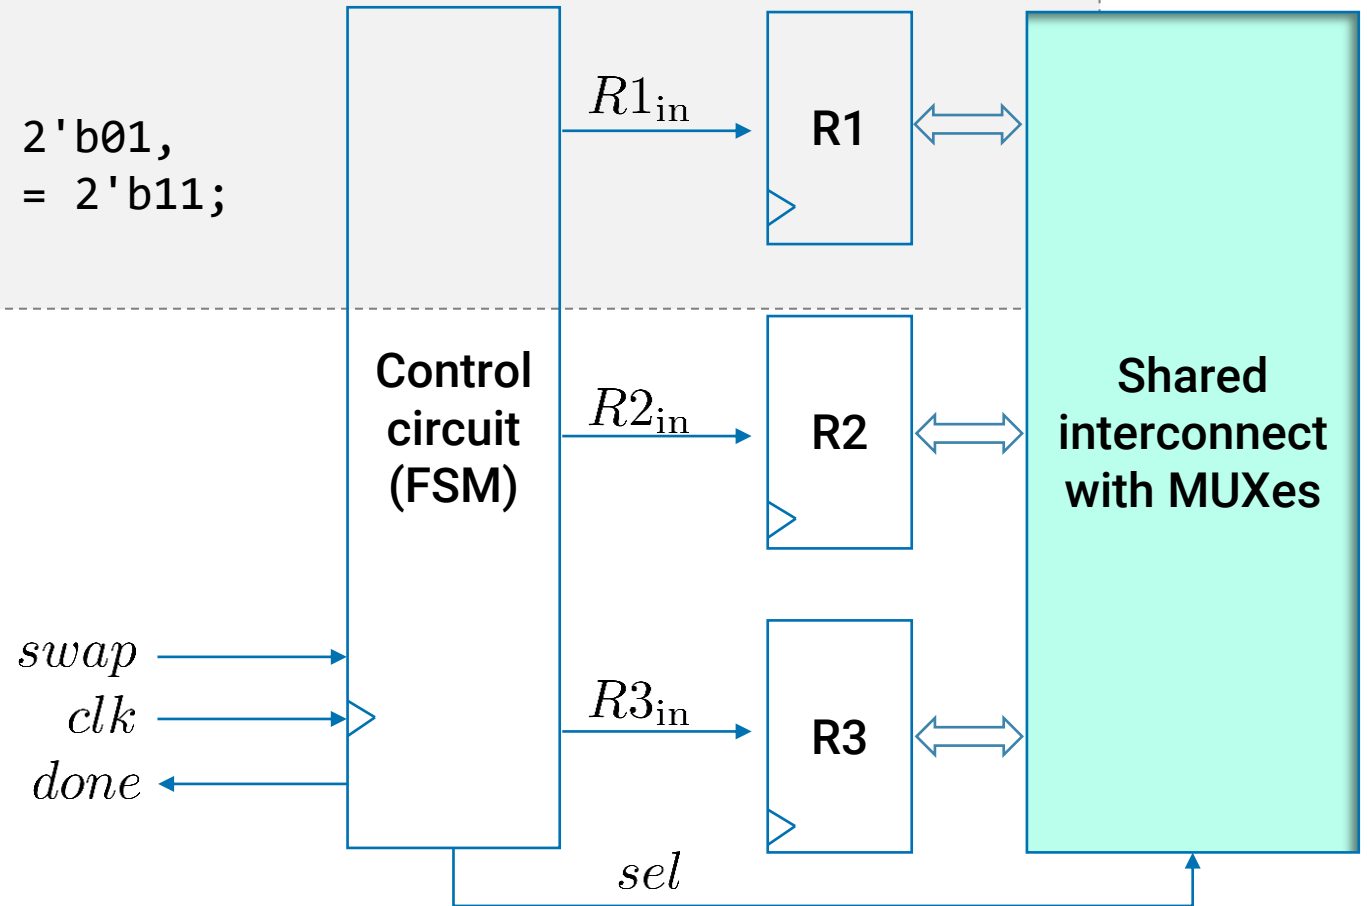 2'b01,
= 2'b11;
Control
circuit
(FSM)
swap
clk
done
R1in
R2in
R3in
R1
R2
R3
Shared
interconnect
with MUXes
sel